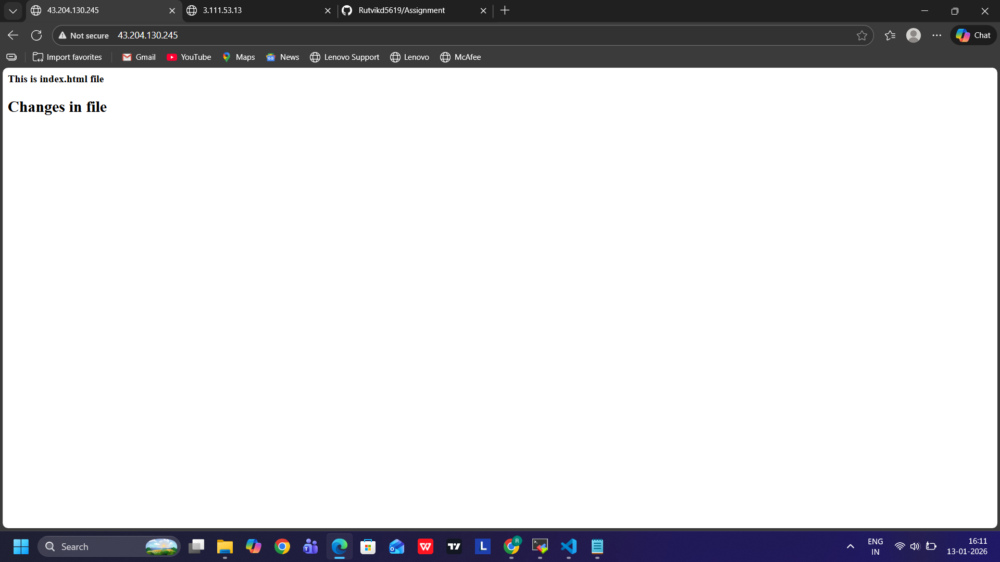 43.204.130.245
3.111.53.13
Rutvikd5619/Assignment
Not secure 43.204.130.245
Chat
Import favorites
Gmail
YouTube
Maps
News
Lenovo Support
Lenovo
McAfee
This is index.html file
Changes in file
Search
R
L
ENG
IN
16:11
13-01-2026